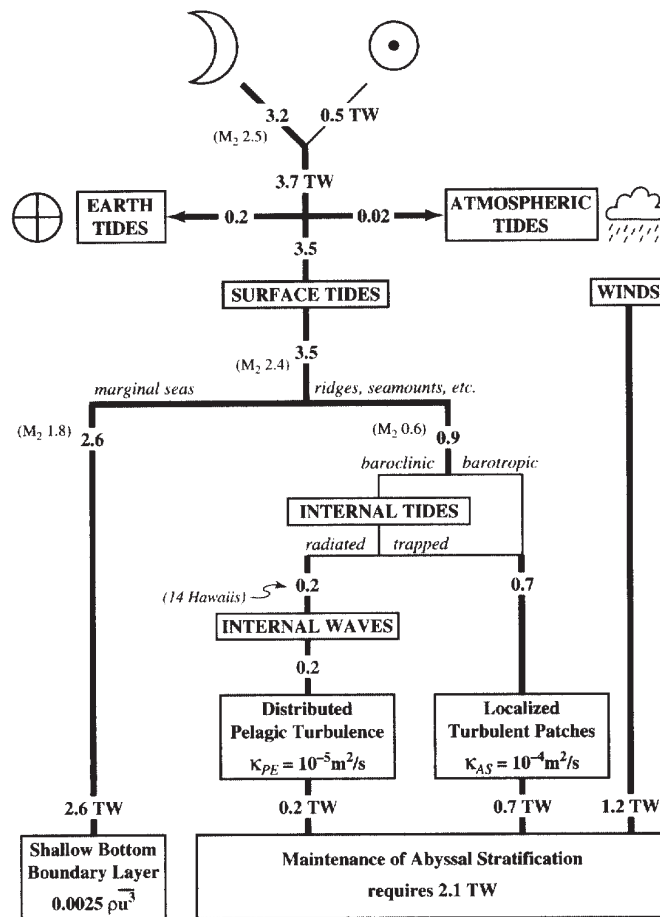 3.2
0.5 TW
(M₂ 2.5)
3.7 TW
EARTH
TIDES
0.2
0.02
ATMOSPHERIC
TIDES
3.5
SURFACE TIDES
WINDS
3.5
(M₂ 2.4)
marginal seas
ridges, seamounts, etc.
(M₂ 1.8)
2.6
(M₂ 0.6)
0.9
baroclinic
barotropic
INTERNAL TIDES
radiated
trapped
(14 Hawaiis)
0.2
0.7
INTERNAL WAVES
0.2
Distributed
Pelagic Turbulence
κPE = 10⁻⁵m²/s
Localized
Turbulent Patches
κAS = 10⁻⁴m²/s
2.6 TW
0.2 TW
0.7 TW
1.2 TW
Shallow Bottom
Boundary Layer
0.0025 ρu̅³
Maintenance of Abyssal Stratification
requires 2.1 TW